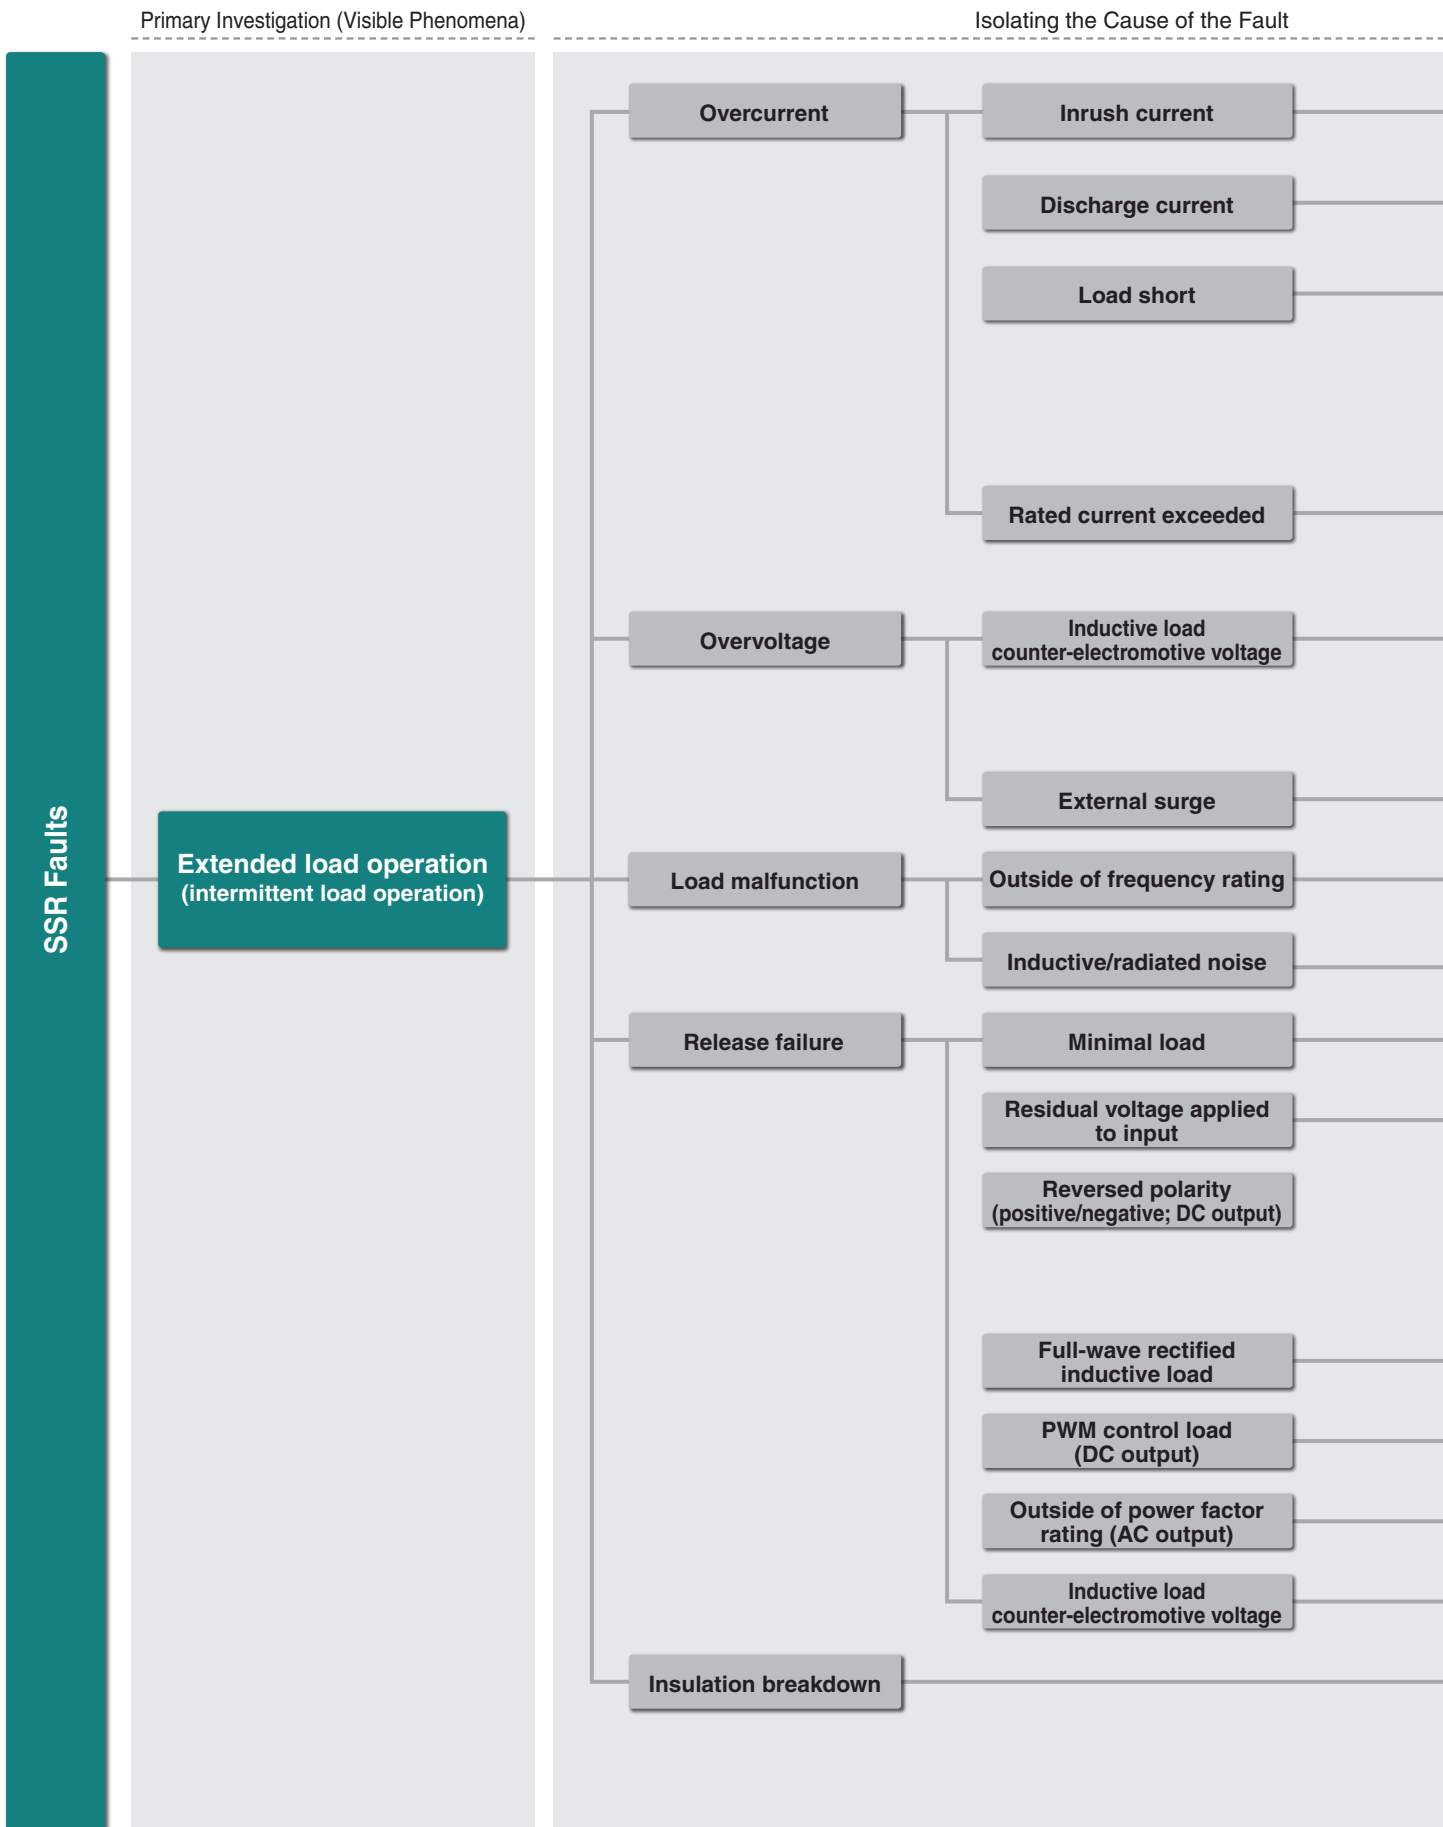 Primary Investigation (Visible Phenomena)
Isolating the Cause of the Fault
SSR Faults
Extended load operation
(intermittent load operation)
Overcurrent
Inrush current
Discharge current
Load short
Rated current exceeded
Overvoltage
Inductive load
counter-electromotive voltage
External surge
Load malfunction
Outside of frequency rating
Inductive/radiated noise
Release failure
Minimal load
Residual voltage applied
to input
Reversed polarity
(positive/negative; DC output)
Full-wave rectified
inductive load
PWM control load
(DC output)
Outside of power factor
rating (AC output)
Inductive load
counter-electromotive voltage
Insulation breakdown